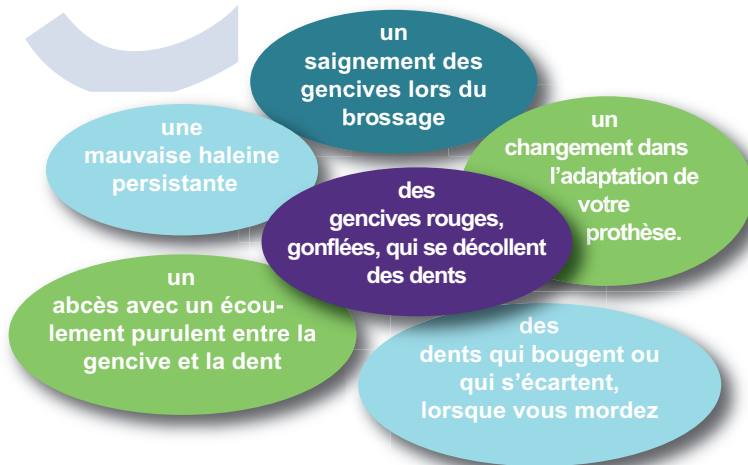 un
saignement des
gencives lors du
brossage
une
mauvaise haleine
persistante
un
changement dans
l’adaptation de
votre
prothèse.
des
gencives rouges,
gonflées, qui se décollent
des dents
un
abcès avec un écou-
lement purulent entre la
gencive et la dent
des
dents qui bougent ou
qui s’écartent,
lorsque vous mordez